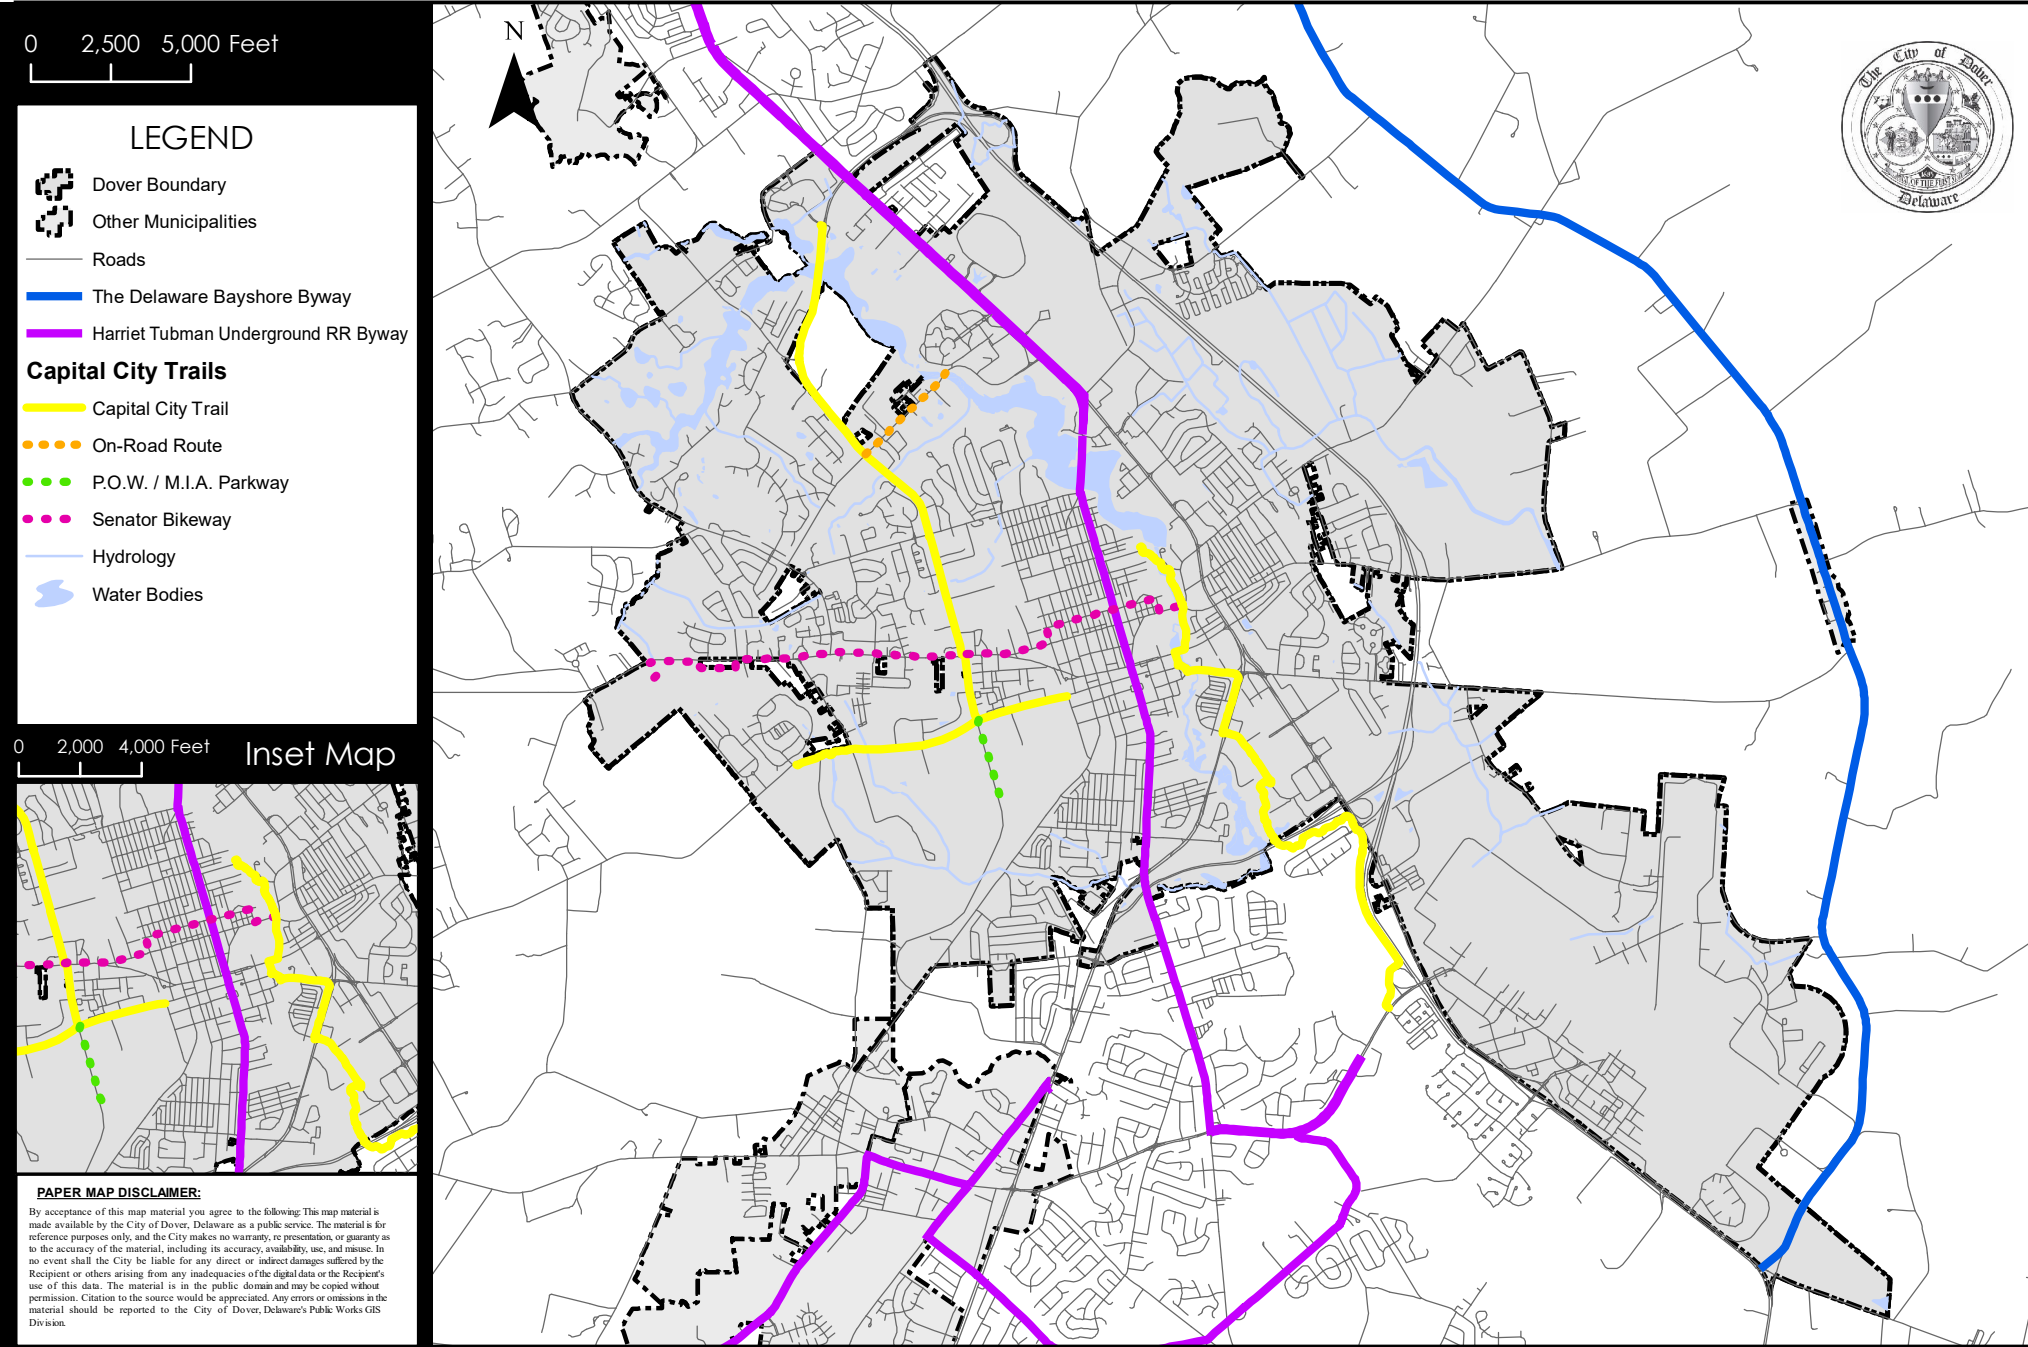 0 2,500 5,000 Feet
LEGEND
Dover Boundary
Other Municipalities
Roads
The Delaware Bayshore Byway
Harriet Tubman Underground RR Byway
Capital City Trails
Capital City Trail
On-Road Route
P.O.W. / M.I.A. Parkway
Senator Bikeway
Hydrology
Water Bodies
0 2,000 4,000 Feet
Inset Map
PAPER MAP DISCLAIMER:
By acceptance of this map material you agree to the following: This map material is
made available by the City of Dover, Delaware as a public service. The material is for
reference purposes only, and the City makes no warranty, re presentation, or guaranty as
to the accuracy of the material, including its accuracy, availability, use, and misuse. In
no event shall the City be liable for any direct or indirect damages suffered by the
Recipient or others arising from any inadequacies of the digital data or the Recipient's
use of this data. The material is in the public domain and may be copied without
permission. Citation to the source would be appreciated. Any errors or omissions in the
material should be reported to the City of Dover, Delaware's Public Works GIS
Division.
N
The City of Dover
Delaware